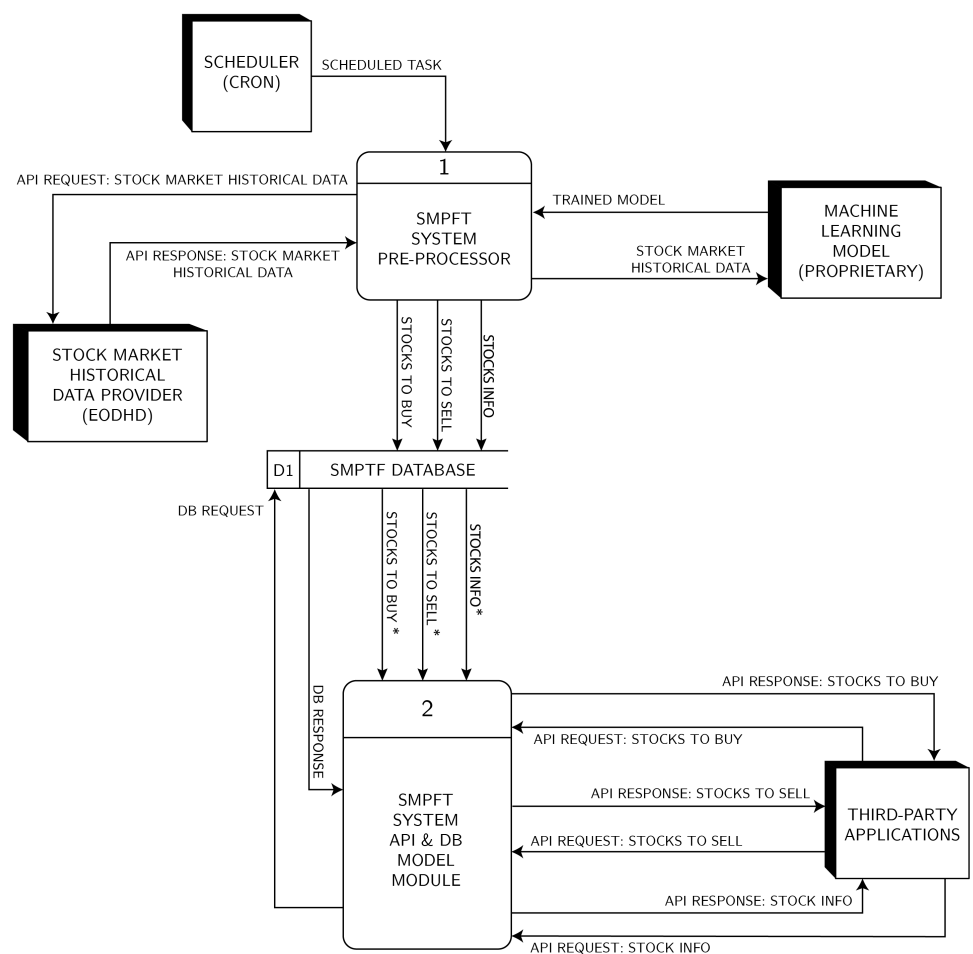 SCHEDULER
(CRON)
SCHEDULED TASK
1
SMPFT
SYSTEM
PRE-PROCESSOR
API REQUEST: STOCK MARKET HISTORICAL DATA
API RESPONSE: STOCK MARKET
HISTORICAL DATA
TRAINED MODEL
STOCK MARKET
HISTORICAL DATA
MACHINE
LEARNING
MODEL
(PROPRIETARY)
STOCK MARKET
HISTORICAL
DATA PROVIDER
(EODHD)
STOCKS TO BUY
STOCKS TO SELL
STOCKS INFO
D1
SMPTF DATABASE
DB REQUEST
STOCKS TO BUY *
STOCKS TO SELL *
STOCKS INFO*
DB RESPONSE
2
SMPFT
SYSTEM
API & DB
MODEL
MODULE
API RESPONSE: STOCKS TO BUY
API REQUEST: STOCKS TO BUY
API RESPONSE: STOCKS TO SELL
API REQUEST: STOCKS TO SELL
API RESPONSE: STOCK INFO
API REQUEST: STOCK INFO
THIRD-PARTY
APPLICATIONS